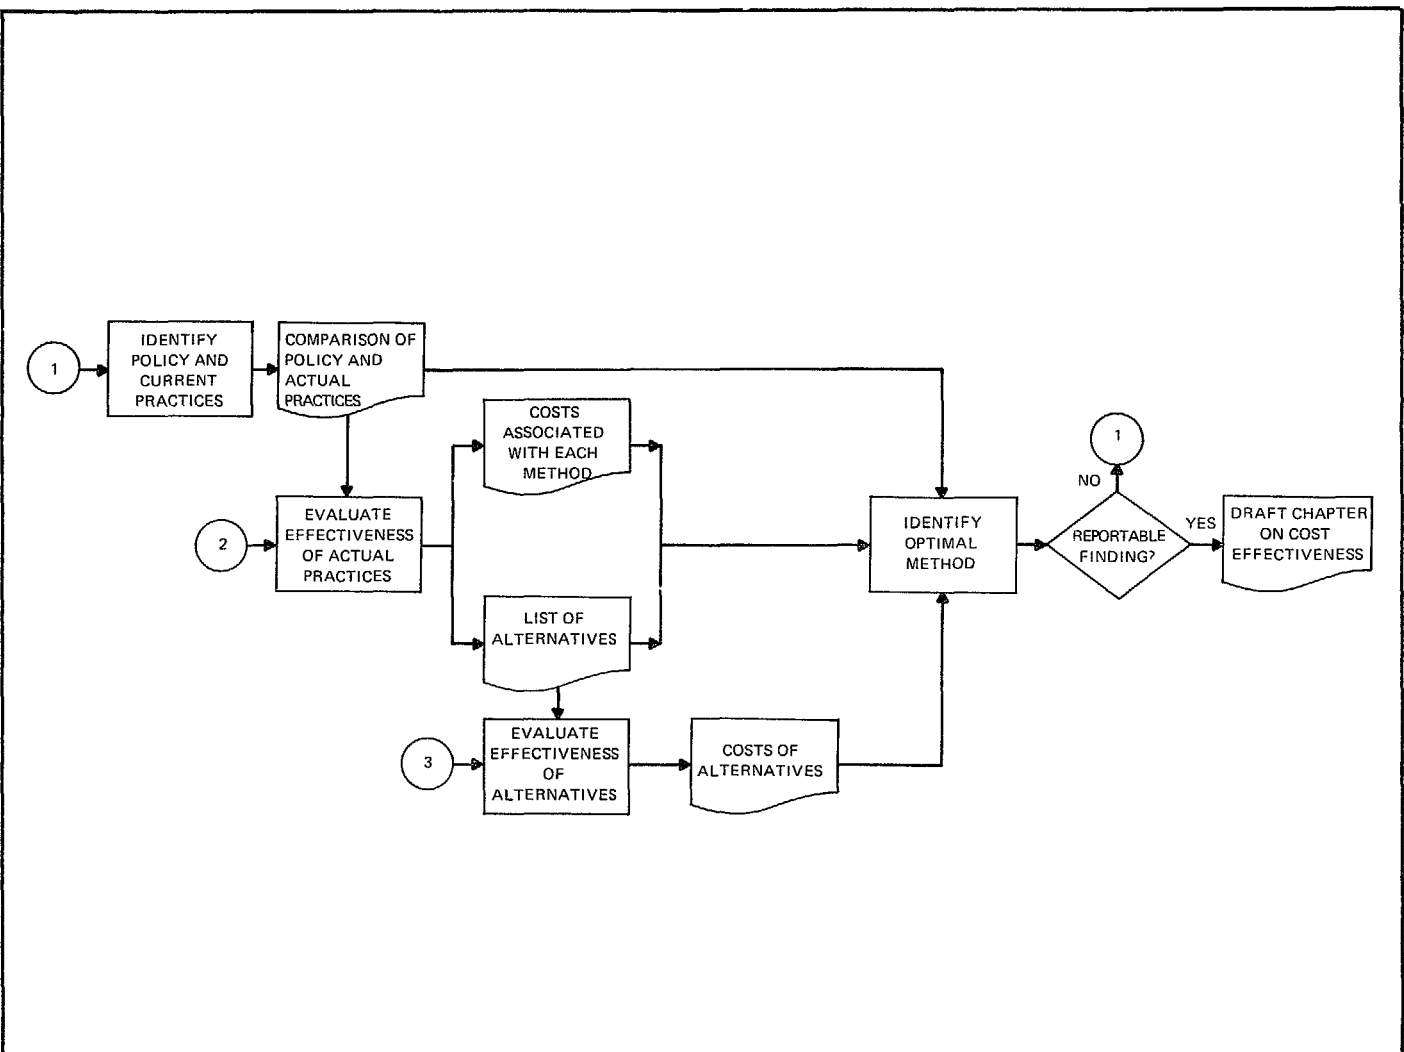 1
IDENTIFY
POLICY AND
CURRENT
PRACTICES
COMPARISON OF
POLICY AND
ACTUAL
PRACTICES
COSTS
ASSOCIATED
WITH EACH
METHOD
2
EVALUATE
EFFECTIVENESS
OF ACTUAL
PRACTICES
LIST OF
ALTERNATIVES
3
EVALUATE
EFFECTIVENESS
OF
ALTERNATIVES
COSTS OF
ALTERNATIVES
IDENTIFY
OPTIMAL
METHOD
1
NO
REPORTABLE
FINDING?
YES
DRAFT CHAPTER
ON COST
EFFECTIVENESS